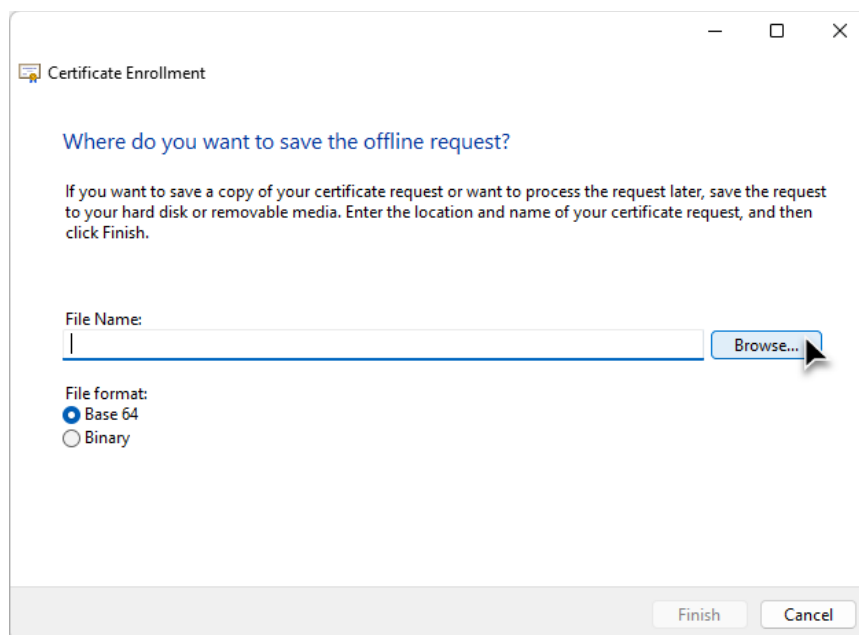 Certificate Enrollment
Where do you want to save the offline request?
If you want to save a copy of your certificate request or want to process the request later, save the request
to your hard disk or removable media. Enter the location and name of your certificate request, and then
click Finish.
File Name:
Browse...
File format:
Base 64
Binary
Finish Cancel